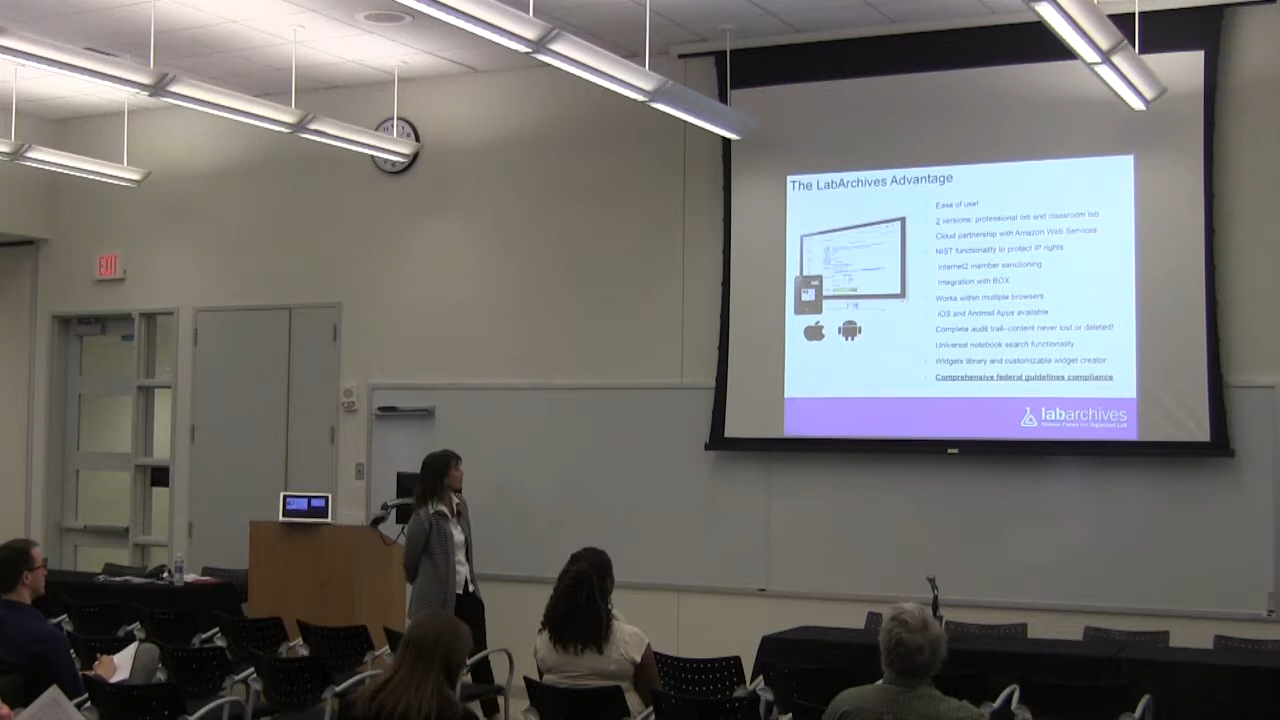 The LabArchives Advantage
Ease of use!
2 versions: professional lab and classroom lab
Cloud partnership with Amazon Web Services
NIST functionality to protect IP rights
Internet2 member sanctioning
Integration with BOX
Works within multiple browsers
iOS and Android Apps available
Complete audit trail--content never lost or deleted!
Universal notebook search functionality
Widgets library and customizable widget creator
Comprehensive federal guidelines compliance
labarchives
EXIT